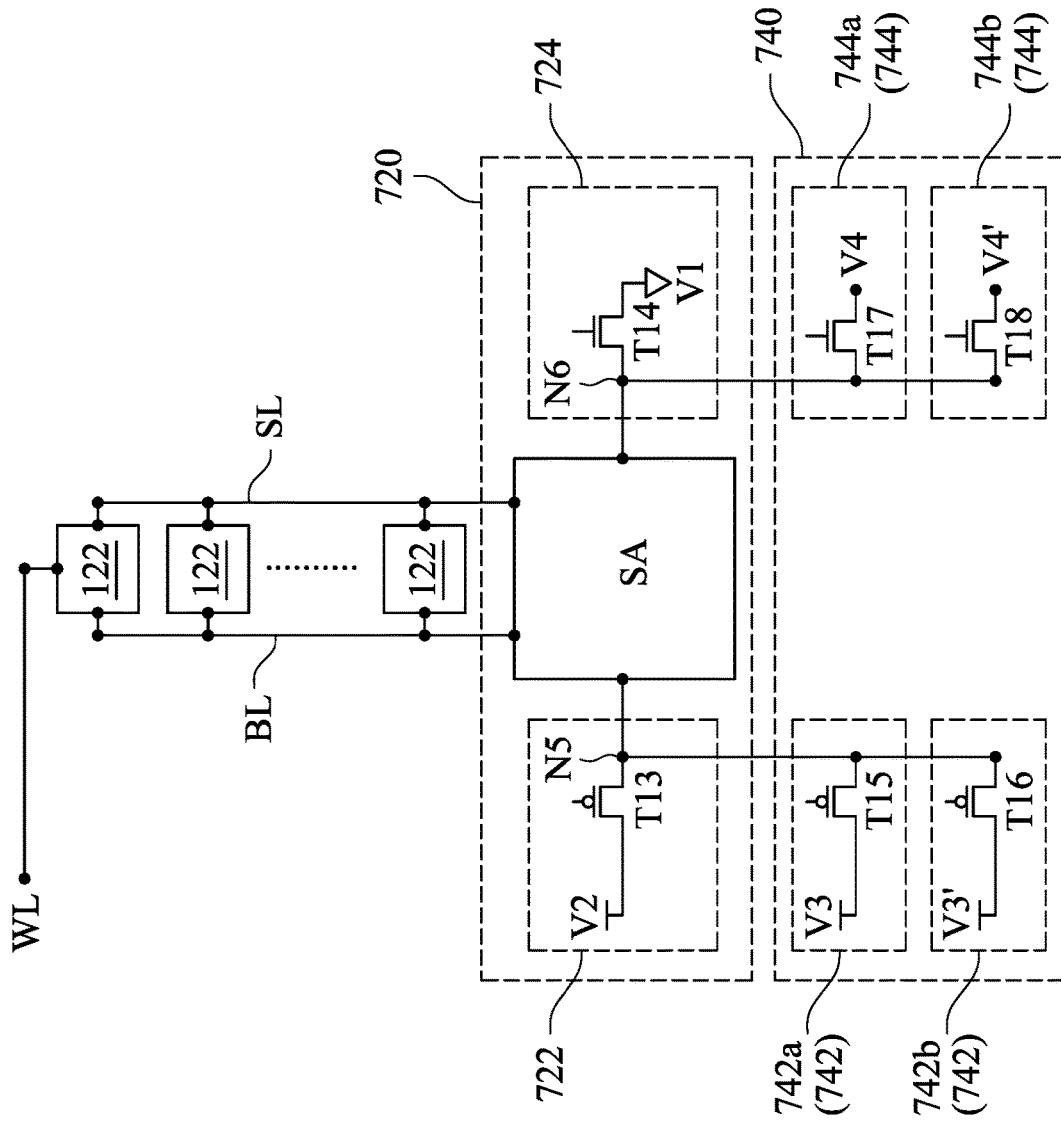 WL
122
122
122
BL
SL
720
722
V2
T13
N5
SA
N6
T14
V1
724
740
742a
(742)
V3
T15
742b
(742)
V3'
T16
T17
V4
744a
(744)
T18
V4'
744b
(744)